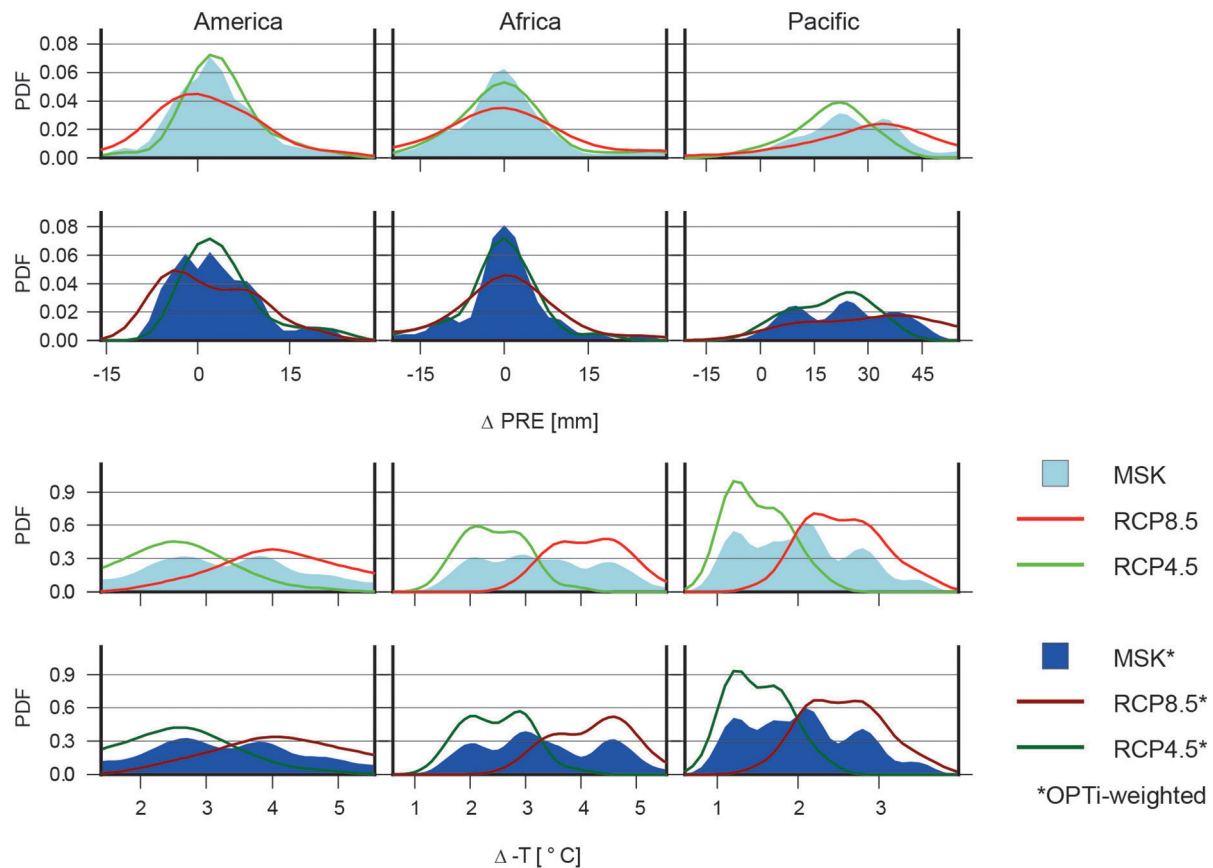 America Africa Pacific
PDF
0.08
0.06
0.04
0.02
0.00
PDF
0.08
0.06
0.04
0.02
0.00
-15 0 15 -15 0 15 -15 0 15 30 45
Δ PRE [mm]
PDF
0.9
0.6
0.3
0.0
MSK
RCP8.5
RCP4.5
PDF
0.9
0.6
0.3
0.0
2 3 4 5 1 2 3 4 5 1 2 3
Δ -T [ ° C]
MSK*
RCP8.5*
RCP4.5*
*OPTi-weighted